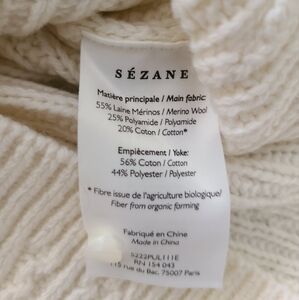 SÉZANE
Matière principale / Main fabric:
55% Laine Mérinos / Merino Wool
25% Polyamide / Polyamide
20% Coton / Cotton*
Empiècement / Yoke:
56% Coton / Cotton
44% Polyester / Polyester
* Fibre issue de l'agriculture biologique/
Fiber from organic farming
Fabriqué en Chine
Made in China
S222PUL111E
RN 154 043
115 rue du Bac. 75007 Paris